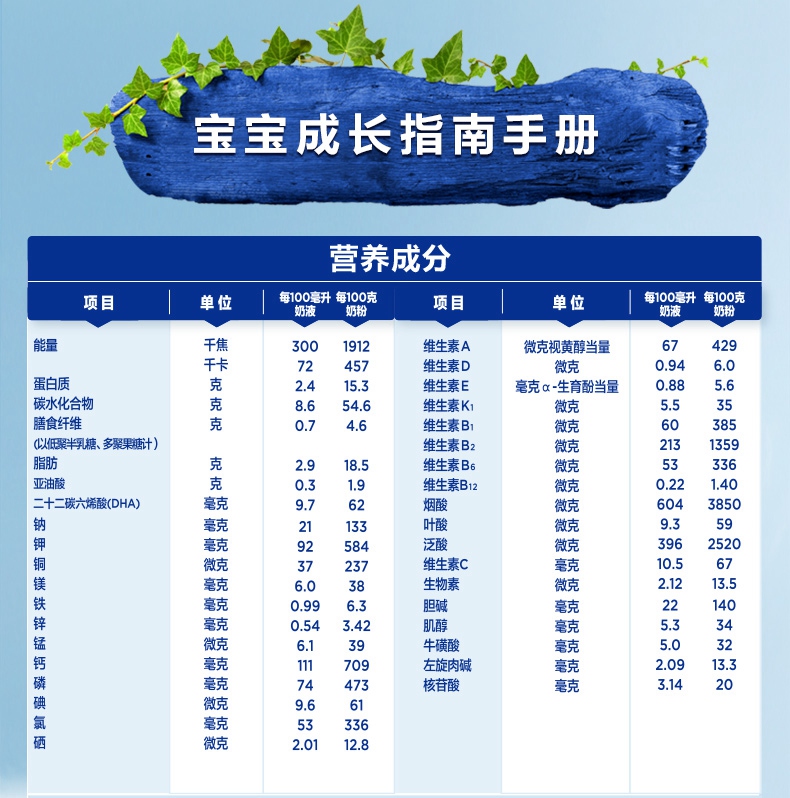 宝宝成长指南手册
营养成分
项目 单位 每100毫升奶液 每100克奶粉
能量 千焦 300 1912
千卡 72 457
蛋白质 克 2.4 15.3
碳水化合物 克 8.6 54.6
膳食纤维 克 0.7 4.6
(以低聚半乳糖、多聚果糖计)
脂肪 克 2.9 18.5
亚油酸 克 0.3 1.9
二十二碳六烯酸(DHA) 毫克 9.7 62
钠 毫克 21 133
钾 毫克 92 584
铜 微克 37 237
镁 毫克 6.0 38
铁 毫克 0.99 6.3
锌 毫克 0.54 3.42
锰 微克 6.1 39
钙 毫克 111 709
磷 毫克 74 473
碘 微克 9.6 61
氯 毫克 53 336
硒 微克 2.01 12.8
项目 单位 每100毫升奶液 每100克奶粉
维生素A 微克视黄醇当量 67 429
维生素D 微克 0.94 6.0
维生素E 毫克α-生育酚当量 0.88 5.6
维生素K1 微克 5.5 35
维生素B1 微克 60 385
维生素B2 微克 213 1359
维生素B6 微克 53 336
维生素B12 微克 0.22 1.40
烟酸 微克 604 3850
叶酸 微克 9.3 59
泛酸 微克 396 2520
维生素C 毫克 10.5 67
生物素 微克 2.12 13.5
胆碱 毫克 22 140
肌醇 毫克 5.3 34
牛磺酸 毫克 5.0 32
左旋肉碱 毫克 2.09 13.3
核苷酸 毫克 3.14 20